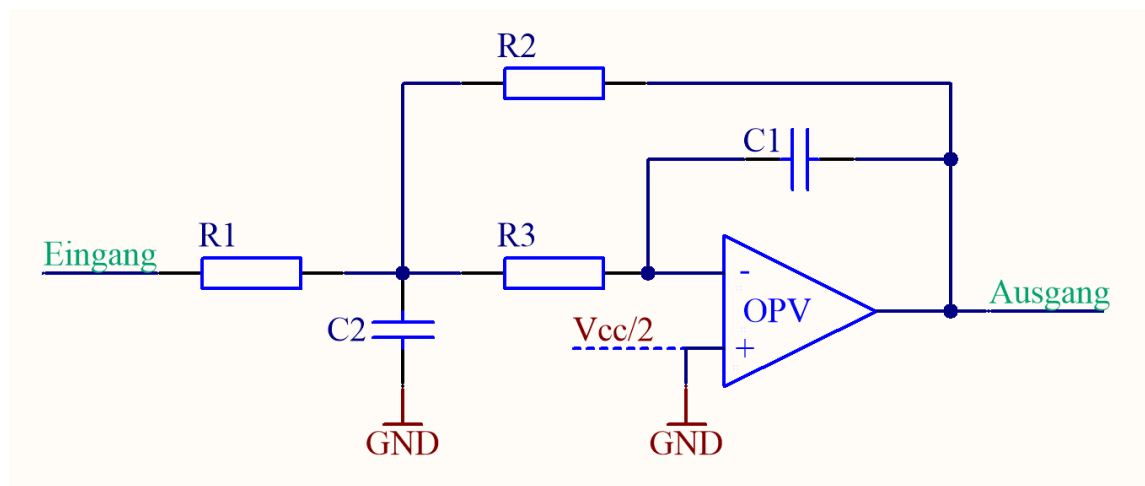 R2
C1
Eingang
R1
R3
-
OPV
Ausgang
C2
Vcc/2
+
GND
GND